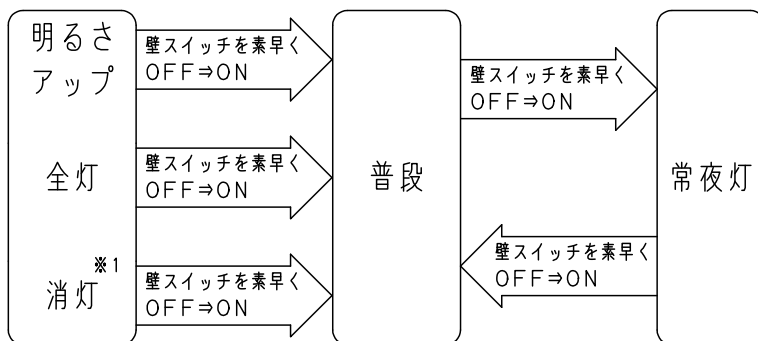 明るさ
アップ
全灯
※1
消灯
壁スイッチを素早く
OFF⇒ON
壁スイッチを素早く
OFF⇒ON
壁スイッチを素早く
OFF⇒ON
普段
壁スイッチを素早く
OFF⇒ON
壁スイッチを素早く
OFF⇒ON
常夜灯